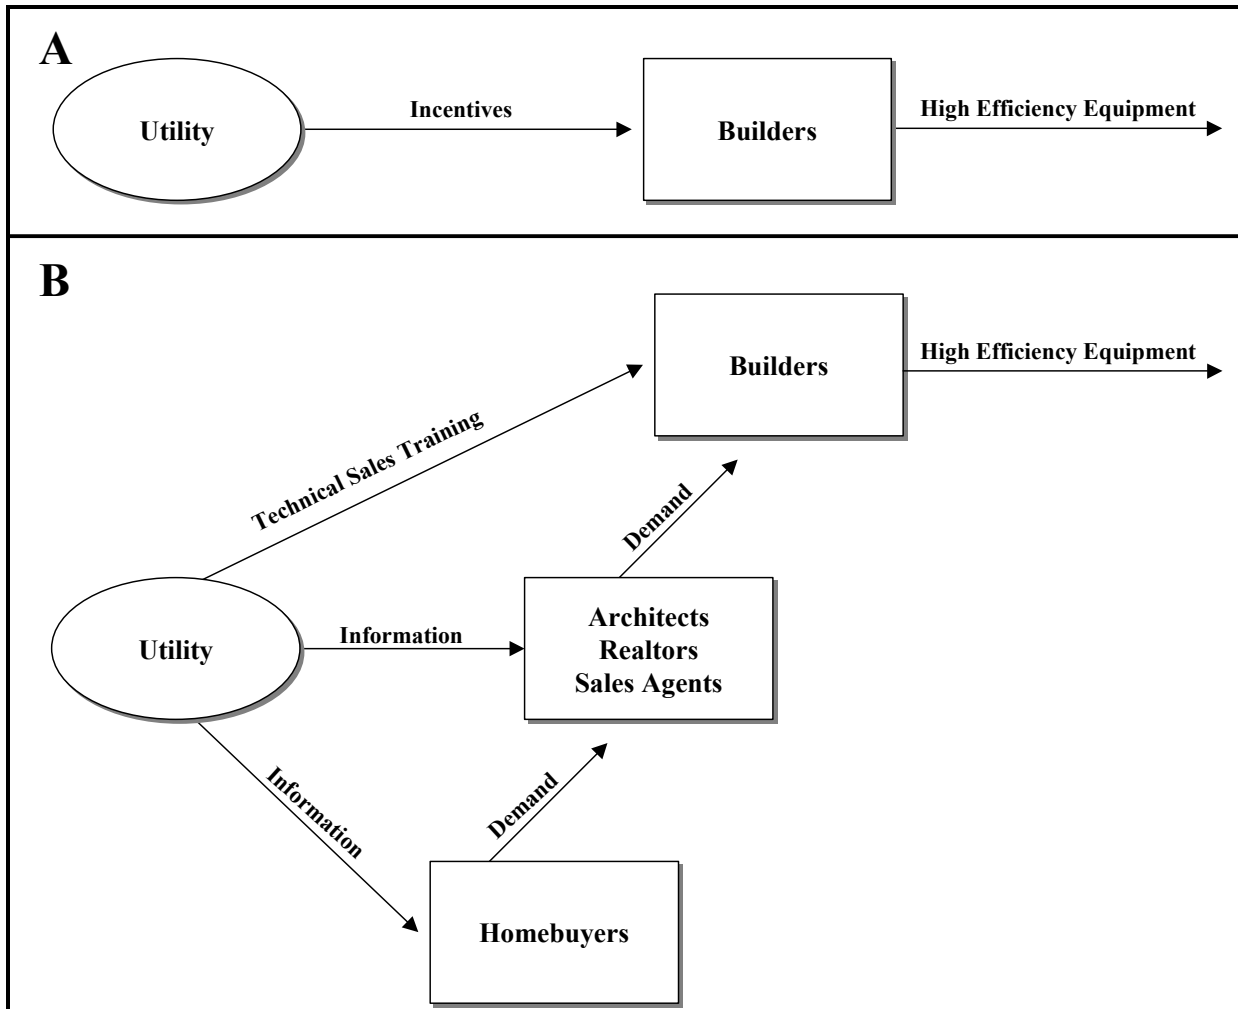 A
Utility
Incentives
Builders
High Efficiency Equipment
B
Builders
High Efficiency Equipment
Technical Sales Training
Demand
Utility
Information
Architects
Realtors
Sales Agents
Information
Demand
Homebuyers